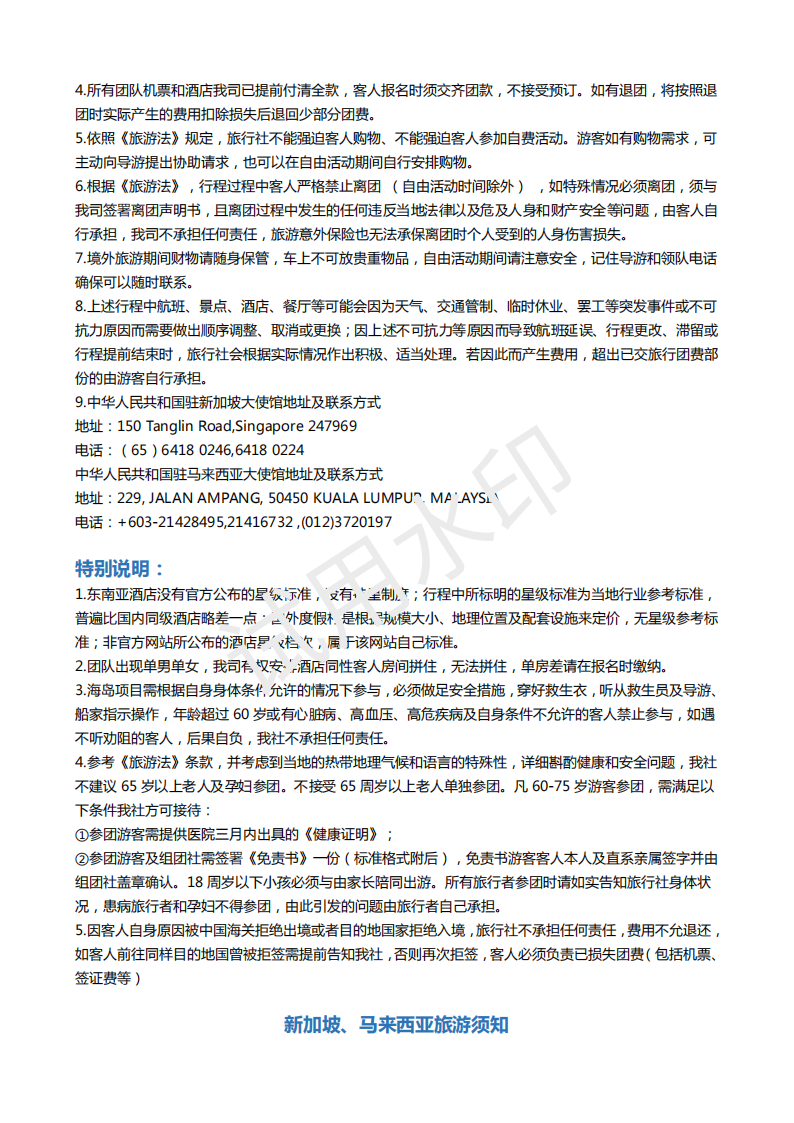 4.所有团队机票和酒店我司已提前付清全款，客人报名时须交齐团款，不接受预订。如有退团，将按照退
团时实际产生的费用扣除损失后退回少部分团费。
5.依照《旅游法》规定，旅行社不能强迫客人购物、不能强迫客人参加自费活动。游客如有购物需求，可
主动向导游提出协助请求，也可以在自由活动期间自行安排购物。
6.根据《旅游法》，行程过程中客人严格禁止离团 （自由活动时间除外） ，如特殊情况必须离团，须与
我司签署离团声明书，且离团过程中发生的任何违反当地法律以及危及人身和财产安全等问题，由客人自
行承担，我司不承担任何责任，旅游意外保险也无法承保离团时个人受到的人身伤害损失。
7.境外旅游期间财物请随身保管，车上不可放贵重物品，自由活动期间请注意安全，记住导游和领队电话
确保可以随时联系。
8.上述行程中航班、景点、酒店、餐厅等可能会因为天气、交通管制、临时休业、罢工等突发事件或不可
抗力原因而需要做出顺序调整、取消或更换；因上述不可抗力等原因而导致航班延误、行程更改、滞留或
行程提前结束时，旅行社会根据实际情况作出积极、适当处理。若因此而产生费用，超出已交旅行团费部
份的由游客自行承担。
9.中华人民共和国驻新加坡大使馆地址及联系方式
地址：150 Tanglin Road,Singapore 247969
电话：（65）6418 0246,6418 0224
中华人民共和国驻马来西亚大使馆地址及联系方式
地址：229, JALAN AMPANG, 50450 KUALA LUMPUR, MALAYSIA
电话：+603-21428495,21416732 ,(012)3720197
特别说明：
1.东南亚酒店没有官方公布的星级标准，没有挂星制度；行程中所标明的星级标准为当地行业参考标准，
普遍比国内同级酒店略差一点；国外度假村是根据规模大小、地理位置及配套设施来定价，无星级参考标
准；非官方网站所公布的酒店星级档次，属于该网站自己标准。
2.团队出现单男单女，我司有权安排酒店同性客人房间拼住，无法拼住，单房差请在报名时缴纳。
3.海岛项目需根据自身身体条件允许的情况下参与，必须做足安全措施，穿好救生衣，听从救生员及导游、
船家指示操作，年龄超过 60 岁或有心脏病、高血压、高危疾病及自身条件不允许的客人禁止参与，如遇
不听劝阻的客人，后果自负，我社不承担任何责任。
4.参考《旅游法》条款，并考虑到当地的热带地理气候和语言的特殊性，详细斟酌健康和安全问题，我社
不建议 65 岁以上老人及孕妇参团。不接受 65 周岁以上老人单独参团。凡 60-75 岁游客参团，需满足以
下条件我社方可接待：
①参团游客需提供医院三月内出具的《健康证明》；
②参团游客及组团社需签署《免责书》一份（标准格式附后），免责书游客客人本人及直系亲属签字并由
组团社盖章确认。18 周岁以下小孩必须与由家长陪同出游。所有旅行者参团时请如实告知旅行社身体状
况，患病旅行者和孕妇不得参团，由此引发的问题由旅行者自己承担。
5.因客人自身原因被中国海关拒绝出境或者目的地国家拒绝入境，旅行社不承担任何责任，费用不允退还，
如客人前往同样目的地国曾被拒签需提前告知我社，否则再次拒签，客人必须负责已损失团费（包括机票、
签证费等）
新加坡、马来西亚旅游须知
试用水印